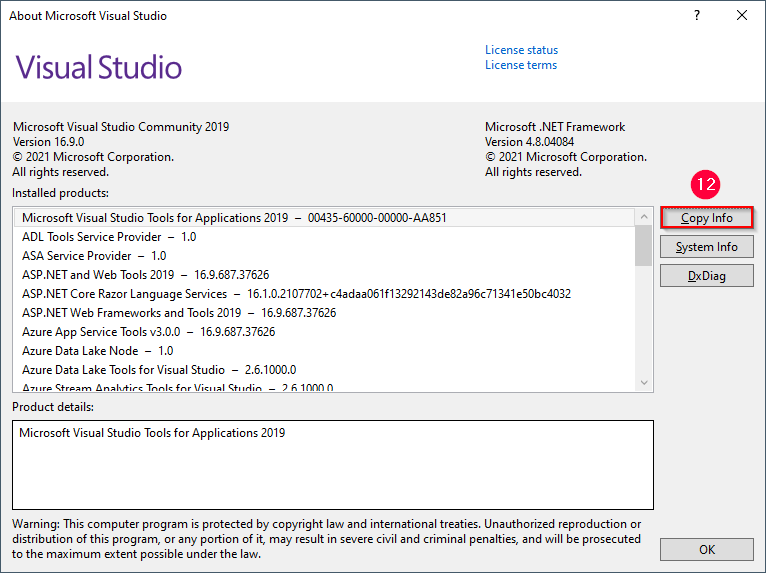 About Microsoft Visual Studio
?
Visual Studio
License status
License terms
Microsoft Visual Studio Community 2019
Version 16.9.0
© 2021 Microsoft Corporation.
All rights reserved.
Microsoft .NET Framework
Version 4.8.04084
© 2021 Microsoft Corporation.
All rights reserved.
Installed products:
12
Microsoft Visual Studio Tools for Applications 2019 – 00435-60000-00000-AA851
ADL Tools Service Provider – 1.0
ASA Service Provider – 1.0
ASP.NET and Web Tools 2019 – 16.9.687.37626
ASP.NET Core Razor Language Services – 16.1.0.2107702+c4adaa061f13292143de82a96c71341e50bc4032
ASP.NET Web Frameworks and Tools 2019 – 16.9.687.37626
Azure App Service Tools v3.0.0 – 16.9.687.37626
Azure Data Lake Node – 1.0
Azure Data Lake Tools for Visual Studio – 2.6.1000.0
Azure Stream Analytics Tools for Visual Studio – 2.6.1000.0
Copy Info
System Info
DxDiag
Product details:
Microsoft Visual Studio Tools for Applications 2019
Warning: This computer program is protected by copyright law and international treaties. Unauthorized reproduction or
distribution of this program, or any portion of it, may result in severe civil and criminal penalties, and will be prosecuted
to the maximum extent possible under the law.
OK